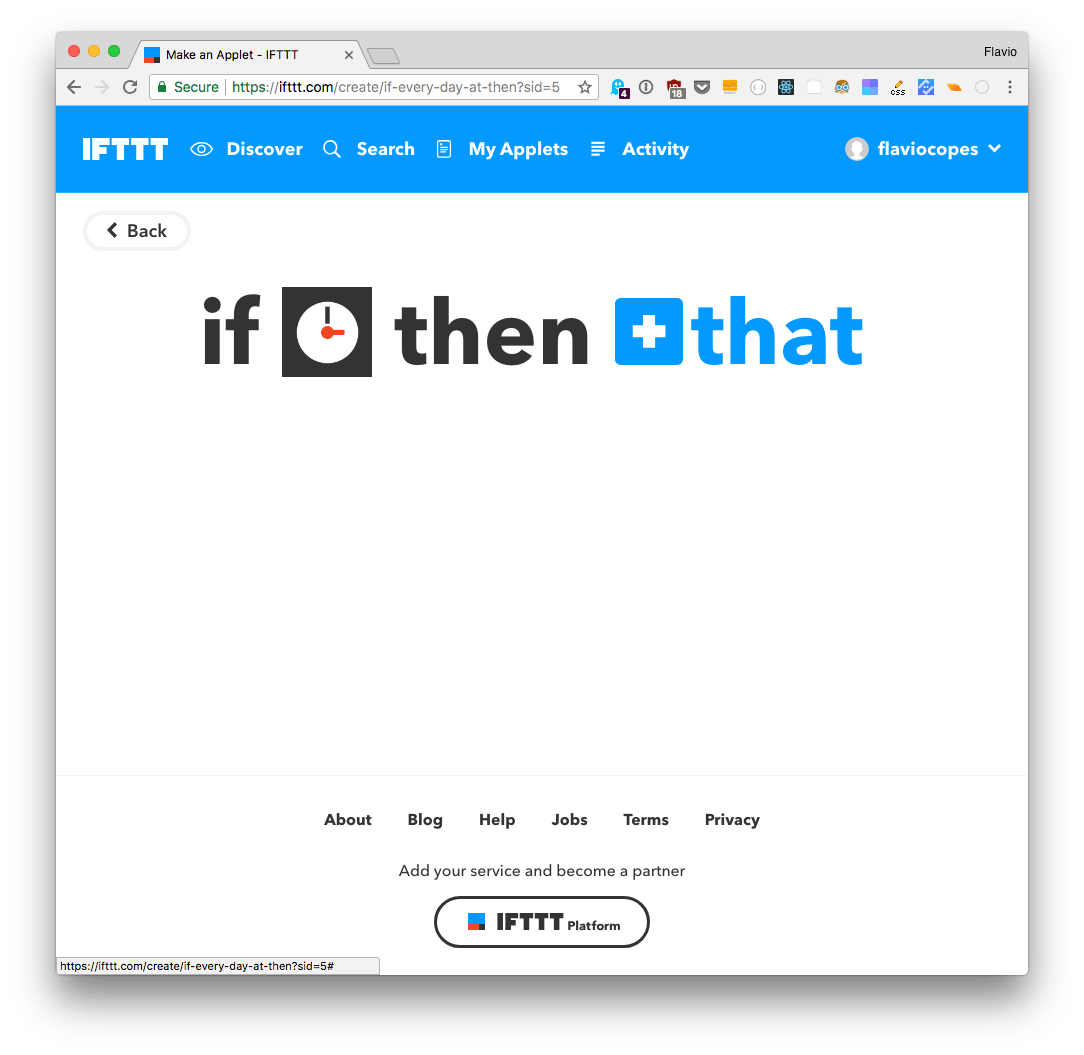 Make an Applet - IFTTT
Flavio
Secure https://ifttt.com/create/if-every-day-at-then?sid=5
4
18
css
IFTTT Discover Search My Applets Activity flaviocopes
Back
if then that
About Blog Help Jobs Terms Privacy
Add your service and become a partner
IFTTT Platform
https://ifttt.com/create/if-every-day-at-then?sid=5#